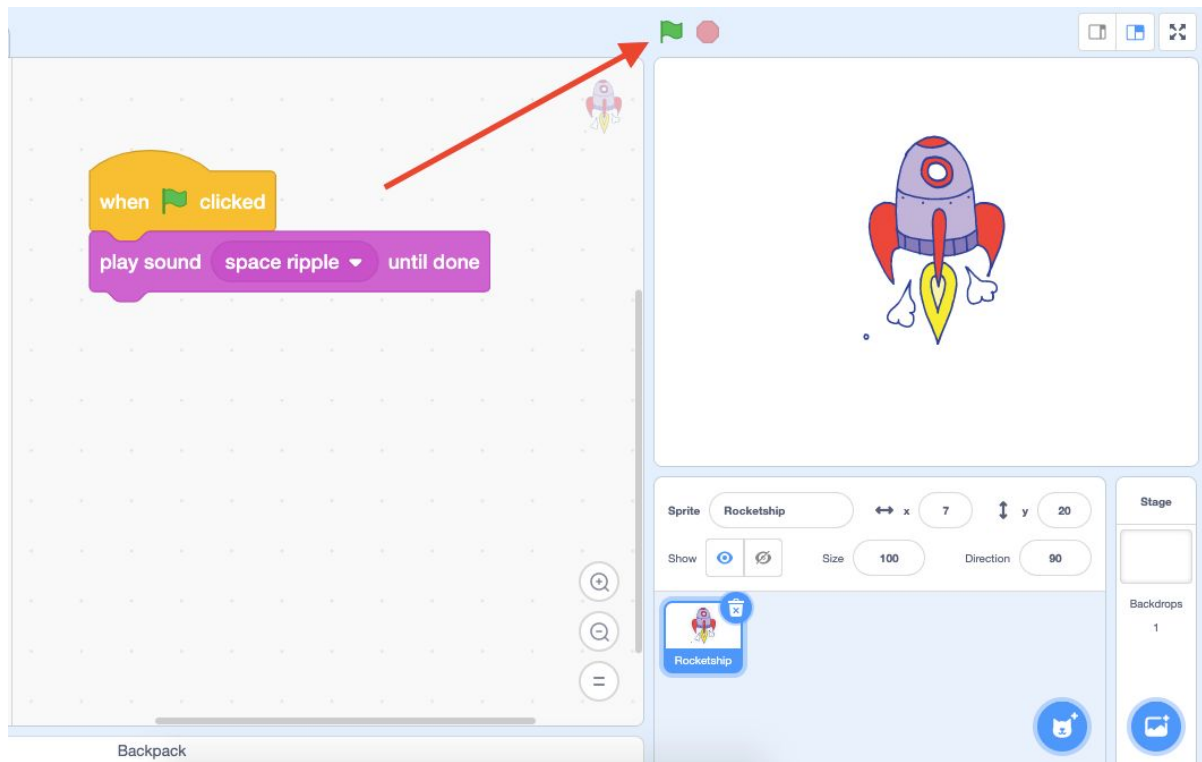 when clicked
play sound space ripple until done
Sprite Rocketship x 7 y 20
Show Size 100 Direction 90
Rocketship
Stage
Backdrops
1
Backpack